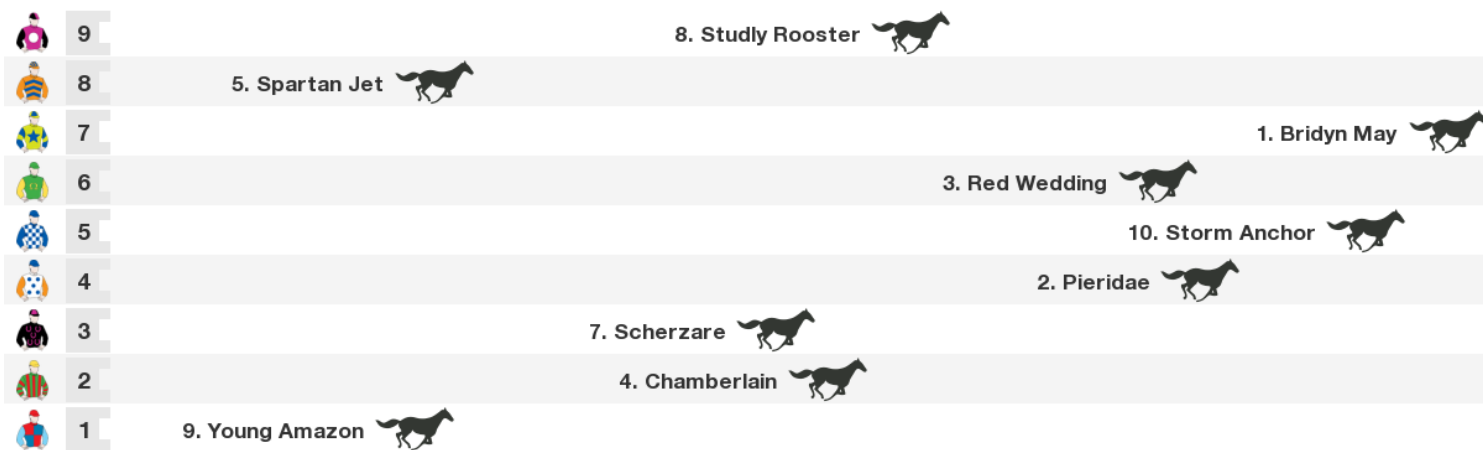 9 8. Studly Rooster
8 5. Spartan Jet
7 1. Bridyn May
6 3. Red Wedding
5 10. Storm Anchor
4 2. Pieridae
3 7. Scherzare
2 4. Chamberlain
1 9. Young Amazon